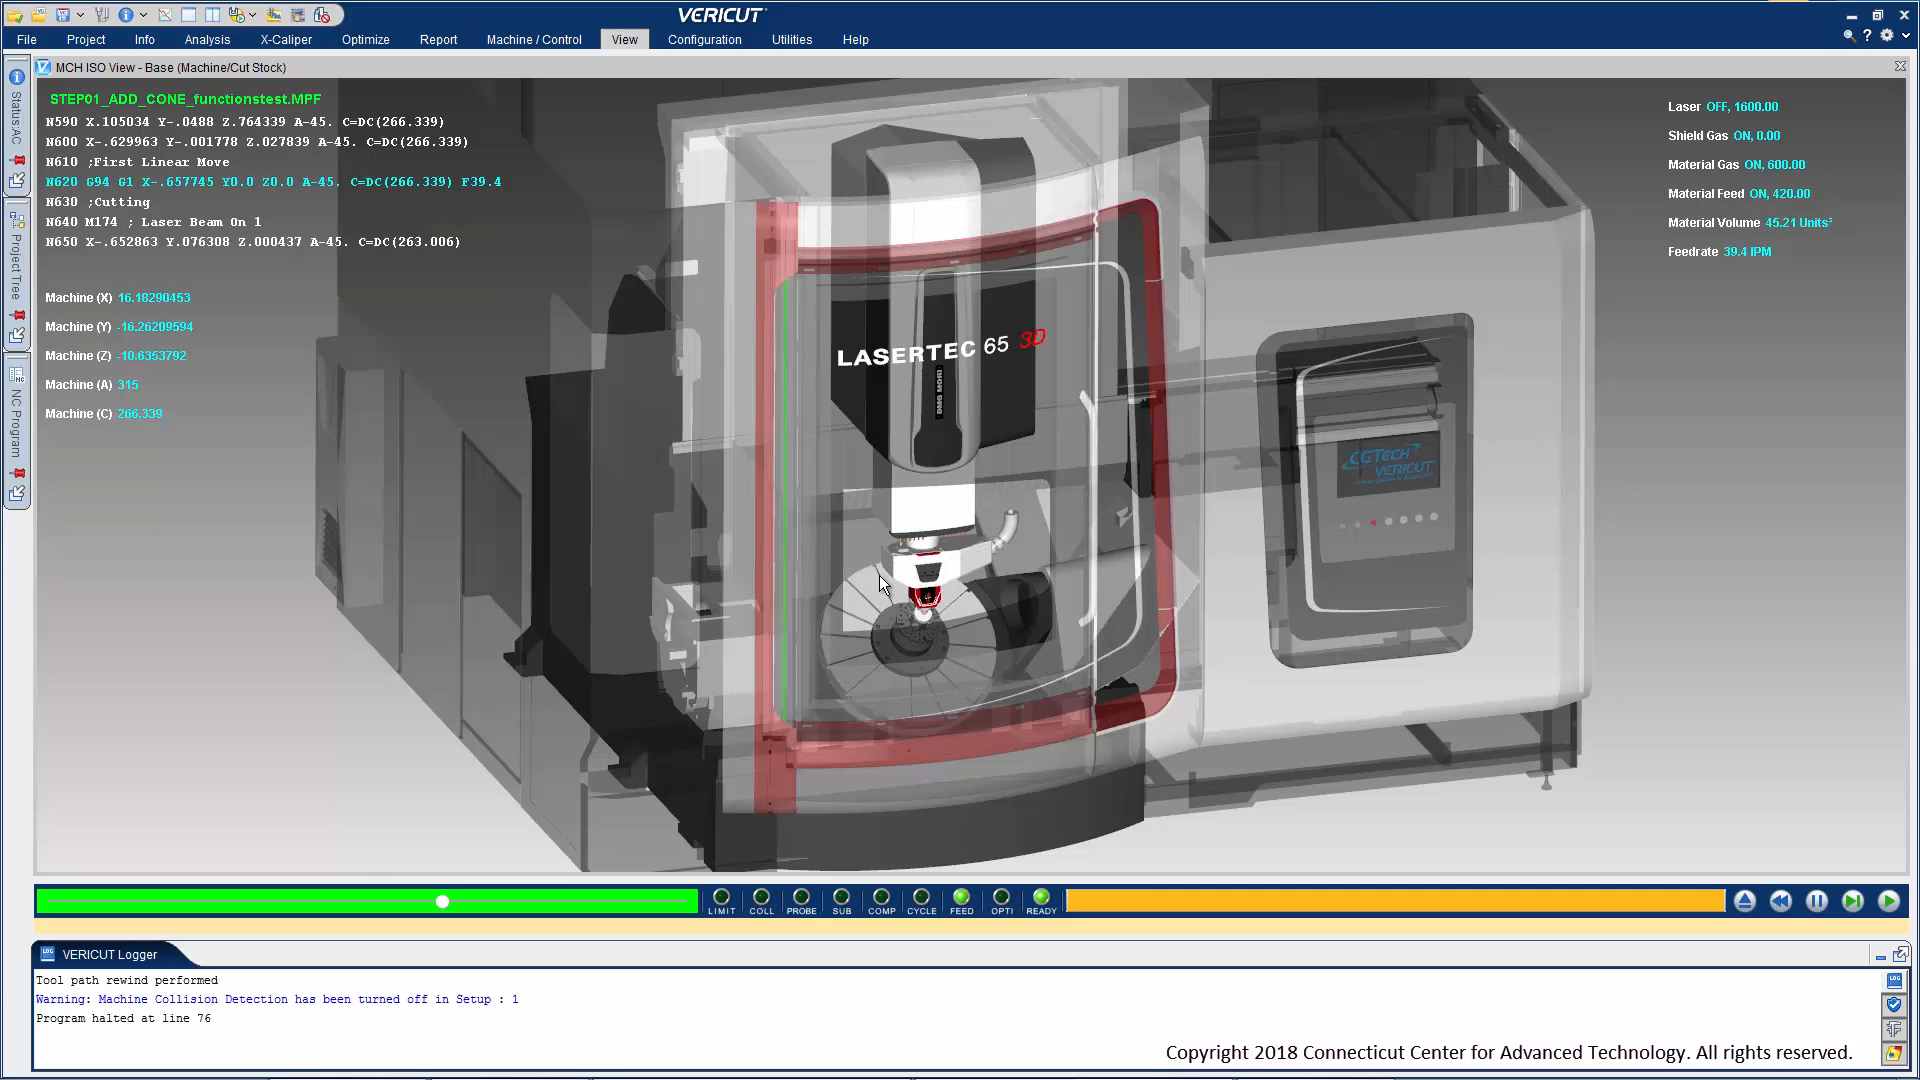 VERICUT
File Project Info Analysis X-Caliper Optimize Report Machine / Control View Configuration Utilities Help
MCH ISO View - Base (Machine/Cut Stock)
Status:AC
Project Tree
NC Program
STEP01_ADD_CONE_functionstest.MPF
N590 X.105034 Y-.0488 Z.764339 A-45. C=DC(266.339)
N600 X-.629963 Y-.001778 Z.027839 A-45. C=DC(266.339)
N610 ;First Linear Move
N620 G94 G1 X-.657745 Y0.0 Z0.0 A-45. C=DC(266.339) F39.4
N630 ;Cutting
N640 M174 ; Laser Beam On 1
N650 X-.652863 Y.076308 Z.000437 A-45. C=DC(263.006)
Machine (X) 16.18290453
Machine (Y) -16.26209594
Machine (Z) -10.6353792
Machine (A) 315
Machine (C) 266.339
Laser OFF, 1600.00
Shield Gas ON, 0.00
Material Gas ON, 600.00
Material Feed ON, 420.00
Material Volume 45.21 Units³
Feedrate 39.4 IPM
LASERTEC 65 3D
DMG MORI
CGTECH
VERICUT
LIMIT COLL PROBE SUB COMP CYCLE FEED OPTI READY
LOG VERICUT Logger
Tool path rewind performed
Warning: Machine Collision Detection has been turned off in Setup : 1
Program halted at line 76
LOG
Copyright 2018 Connecticut Center for Advanced Technology. All rights reserved.